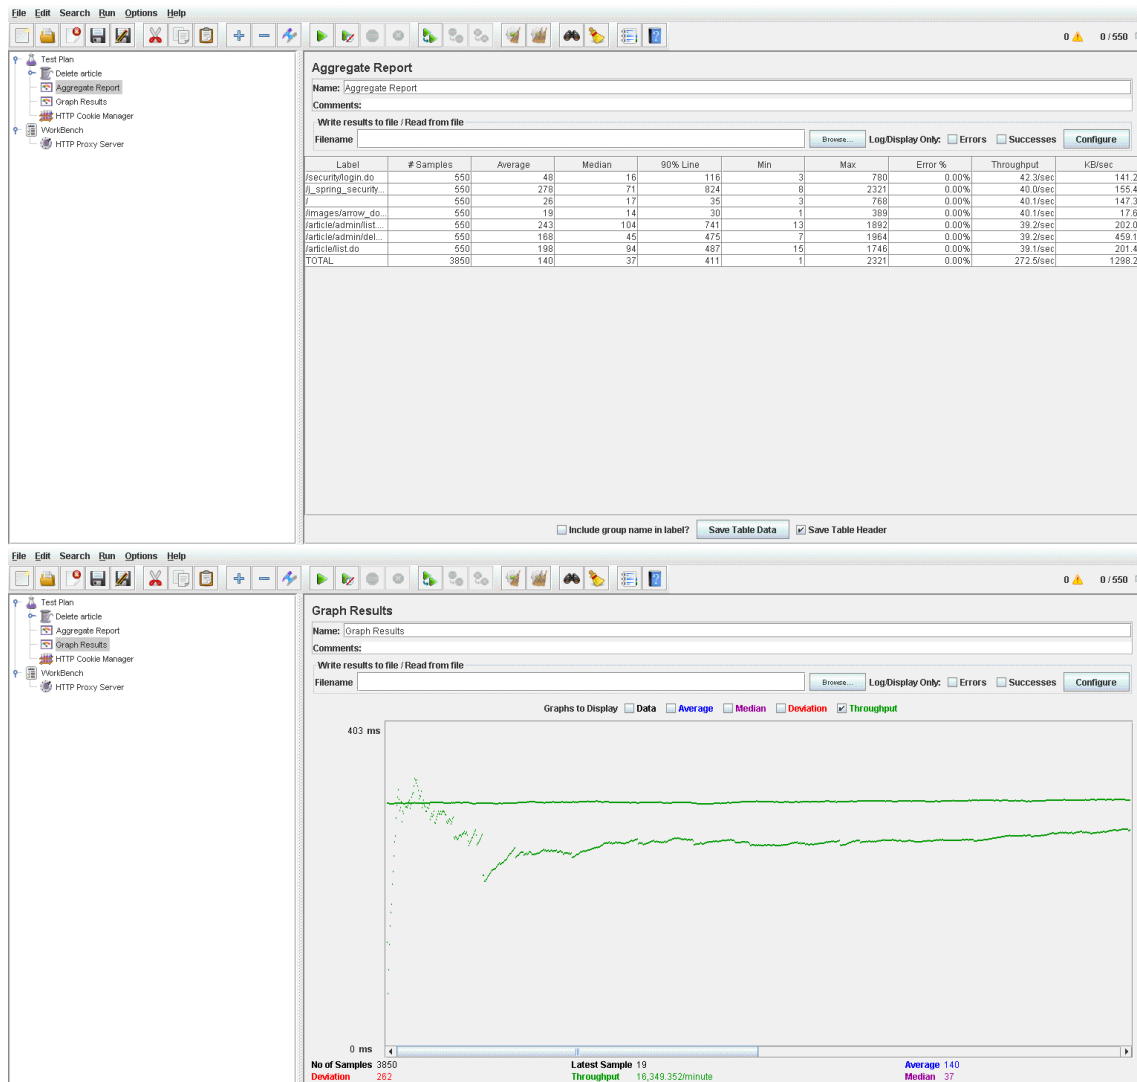 File Edit Search Run Options Help
0 0 / 550
Test Plan
Delete article
Aggregate Report
Graph Results
HTTP Cookie Manager
WorkBench
HTTP Proxy Server
Aggregate Report
Name: Aggregate Report
Comments:
Write results to file / Read from file
Filename Browse... Log/Display Only: Errors Successes Configure
Label # Samples Average Median 90% Line Min Max Error % Throughput KB/sec
/security/login.do 550 48 16 116 3 780 0.00% 42.3/sec 141.2
/j_spring_security... 550 278 71 824 8 2321 0.00% 40.0/sec 155.4
/ 550 26 17 35 3 768 0.00% 40.1/sec 147.3
/images/arrow_do... 550 19 14 30 1 389 0.00% 40.1/sec 17.6
/article/admin/list.... 550 243 104 741 13 1892 0.00% 39.2/sec 202.0
/article/admin/del... 550 168 45 475 7 1964 0.00% 39.2/sec 459.1
/article/list.do 550 198 94 487 15 1746 0.00% 39.1/sec 201.4
TOTAL 3850 140 37 411 1 2321 0.00% 272.5/sec 1298.2
Include group name in label? Save Table Data Save Table Header
File Edit Search Run Options Help
0 0 / 550
Test Plan
Delete article
Aggregate Report
Graph Results
HTTP Cookie Manager
WorkBench
HTTP Proxy Server
Graph Results
Name: Graph Results
Comments:
Write results to file / Read from file
Filename Browse... Log/Display Only: Errors Successes Configure
Graphs to Display Data Average Median Deviation Throughput
403 ms
0 ms
No of Samples 3850 Latest Sample 19 Average 140
Deviation 262 Throughput 16,349.352/minute Median 37